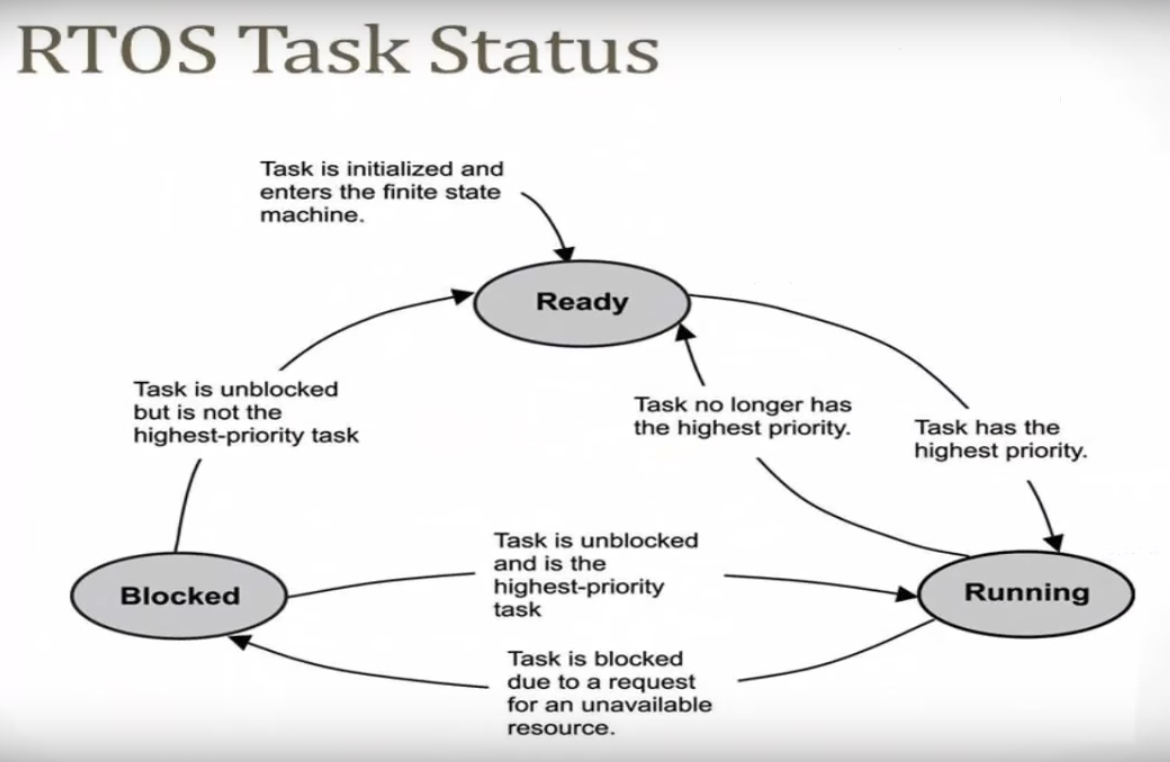 RTOS Task Status
Task is initialized and
enters the finite state
machine.
Ready
Task is unblocked
but is not the
highest-priority task
Task no longer has
the highest priority.
Task has the
highest priority.
Task is unblocked
and is the
highest-priority
task
Blocked
Running
Task is blocked
due to a request
for an unavailable
resource.